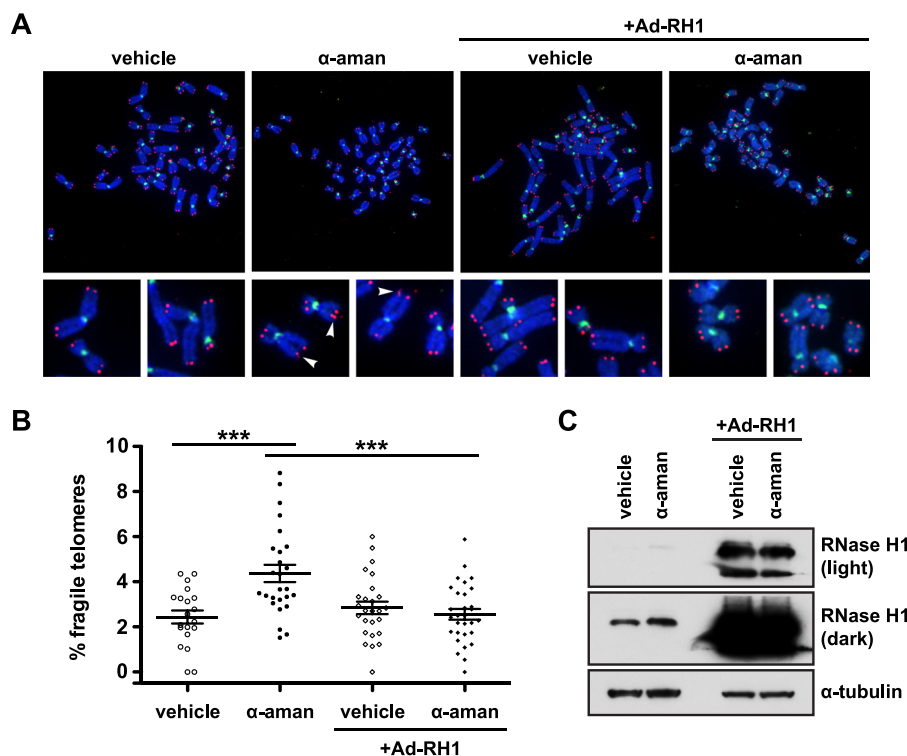 A
+Ad-RH1
vehicle
α-aman
vehicle
α-aman
B
% fragile telomeres
10
8
6
4
2
0
***
***
vehicle
α-aman
vehicle
α-aman
+Ad-RH1
C
+Ad-RH1
vehicle
α-aman
vehicle
α-aman
RNase H1
(light)
RNase H1
(dark)
α-tubulin